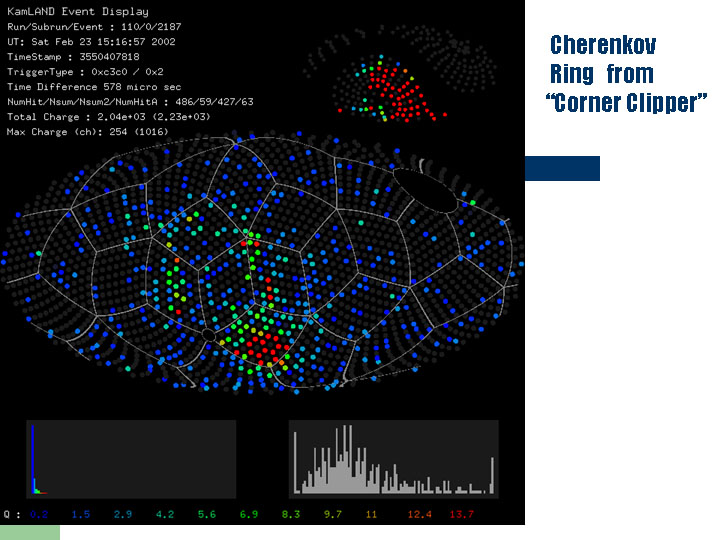 KamLAND Event Display
Run/Subrun/Event : 110/0/2187
UT: Sat Feb 23 15:16:57 2002
TimeStamp : 3550407818
TriggerType : 0xc3c0 / 0x2
Time Difference 578 micro sec
NumHit/Nsum/Nsum2/NumHitA : 486/59/427/63
Total Charge : 2.04e+03 (2.23e+03)
Max Charge (ch): 254 (1016)
Cherenkov
Ring from
“Corner Clipper”
Q : 0.2 1.5 2.9 4.2 5.6 6.9 8.3 9.7 11 12.4 13.7